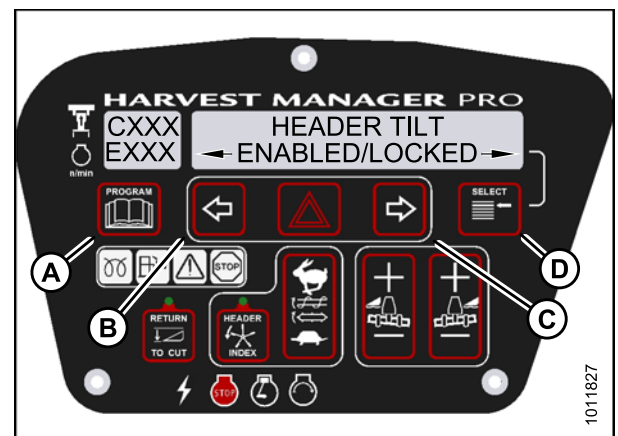 HARVEST MANAGER PRO
CXXX
EXXX
HEADER TILT
ENABLED/LOCKED
n/min
PROGRAM
SELECT
A
B
C
D
STOP
RETURN
TO CUT
HEADER
INDEX
STOP
1011827